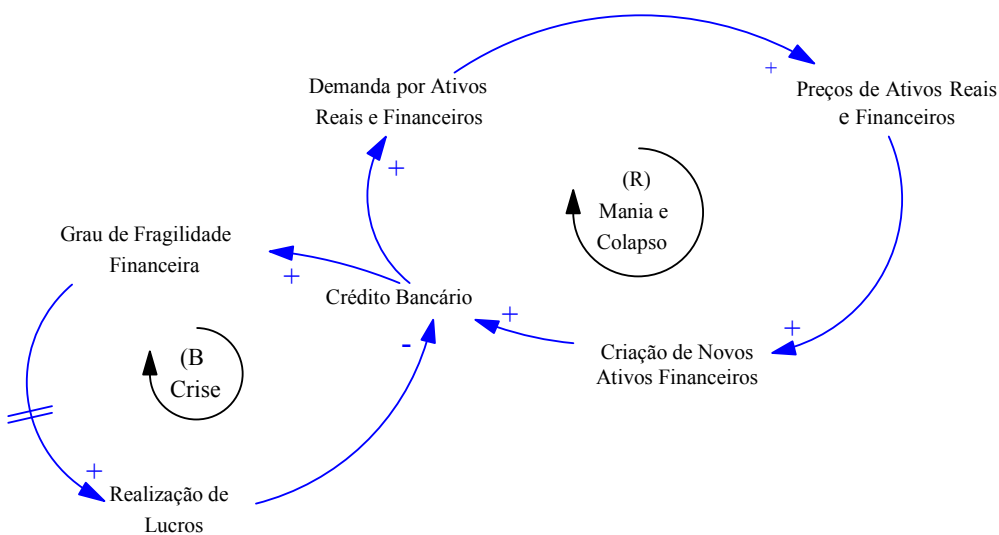 Demanda por Ativos
Reais e Financeiros
+
Preços de Ativos Reais
e Financeiros
+
(R)
Mania e
Colapso
Grau de Fragilidade
Financeira
+
Crédito Bancário
+
+
Criação de Novos
Ativos Financeiros
-
(B
Crise
+
Realização de
Lucros